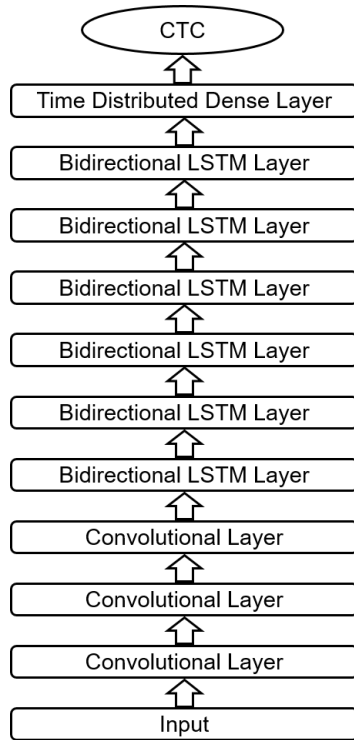 CTC
Time Distributed Dense Layer
Bidirectional LSTM Layer
Bidirectional LSTM Layer
Bidirectional LSTM Layer
Bidirectional LSTM Layer
Bidirectional LSTM Layer
Bidirectional LSTM Layer
Convolutional Layer
Convolutional Layer
Convolutional Layer
Input